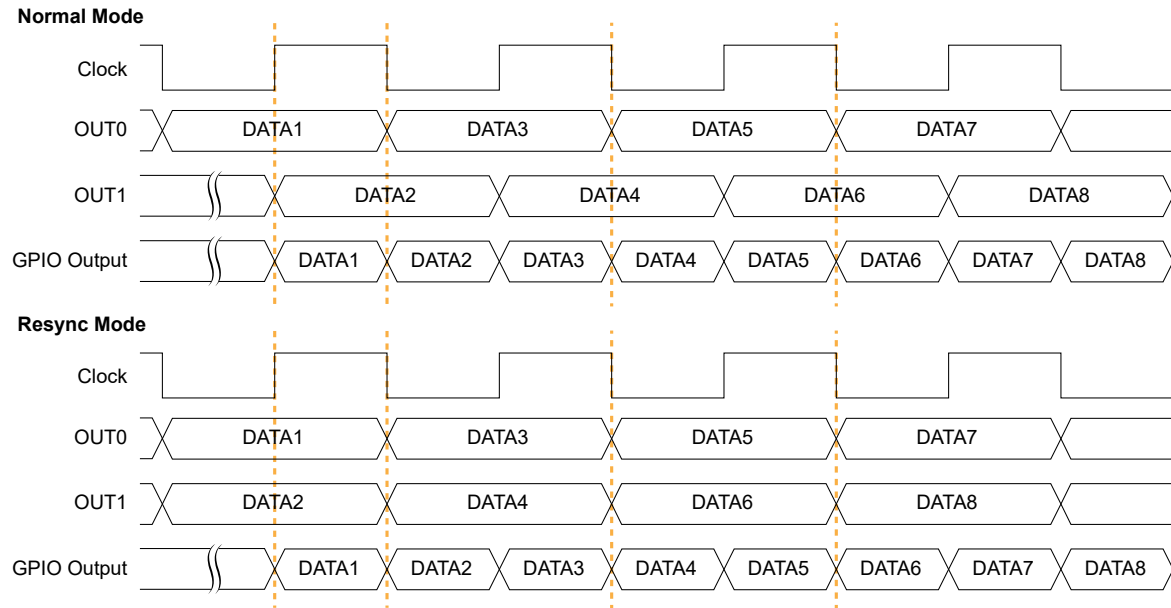 Normal Mode
Clock
OUT0 DATA1 DATA3 DATA5 DATA7
OUT1 DATA2 DATA4 DATA6 DATA8
GPIO Output DATA1 DATA2 DATA3 DATA4 DATA5 DATA6 DATA7 DATA8
Resync Mode
Clock
OUT0 DATA1 DATA3 DATA5 DATA7
OUT1 DATA2 DATA4 DATA6 DATA8
GPIO Output DATA1 DATA2 DATA3 DATA4 DATA5 DATA6 DATA7 DATA8